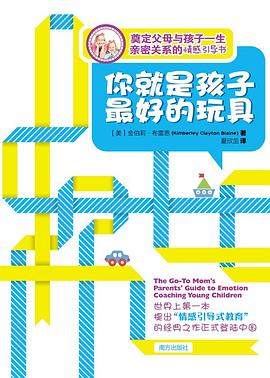 奠定父母与孩子一生
亲密关系的情感引导书
你就是孩子
最好的玩具
[美] 金伯莉·布雷恩 (Kimberley Clayton Blaine) 著
夏欣茁 译
The Go-To Mom's
Parents' Guide to Emotion
Coaching Young Children
世界上第一本
提出“情感引导式教育”
的经典之作正式登陆中国
南方出版社